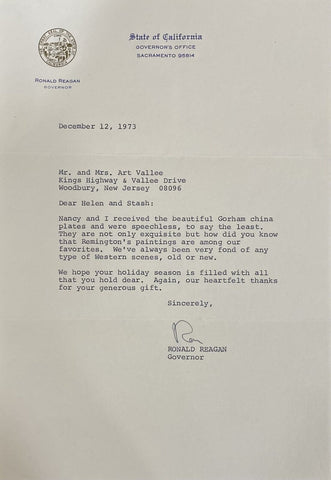 State of California
GOVERNOR'S OFFICE
SACRAMENTO 95814
RONALD REAGAN
GOVERNOR
December 12, 1973
Mr. and Mrs. Art Vallee
Kings Highway & Vallee Drive
Woodbury, New Jersey 08096
Dear Helen and Stash:
Nancy and I received the beautiful Gorham china
plates and were speechless, to say the least.
They are not only exquisite but how did you know
that Remington's paintings are among our
favorites. We've always been very fond of any
type of Western scenes, old or new.
We hope your holiday season is filled with all
that you hold dear. Again, our heartfelt thanks
for your generous gift.
Sincerely,
Ron
RONALD REAGAN
Governor